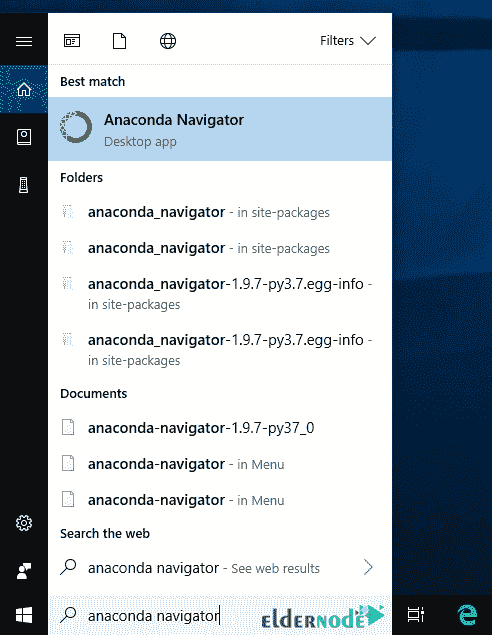 Filters
Best match
Anaconda Navigator
Desktop app
Folders
anaconda_navigator - in site-packages
anaconda_navigator - in site-packages
anaconda_navigator-1.9.7-py3.7.egg-info -
in site-packages
anaconda_navigator-1.9.7-py3.7.egg-info -
in site-packages
Documents
anaconda-navigator-1.9.7-py37_0
anaconda-navigator - in Menu
anaconda-navigator - in Menu
Search the web
anaconda navigator - See web results
anaconda navigator
eldernode